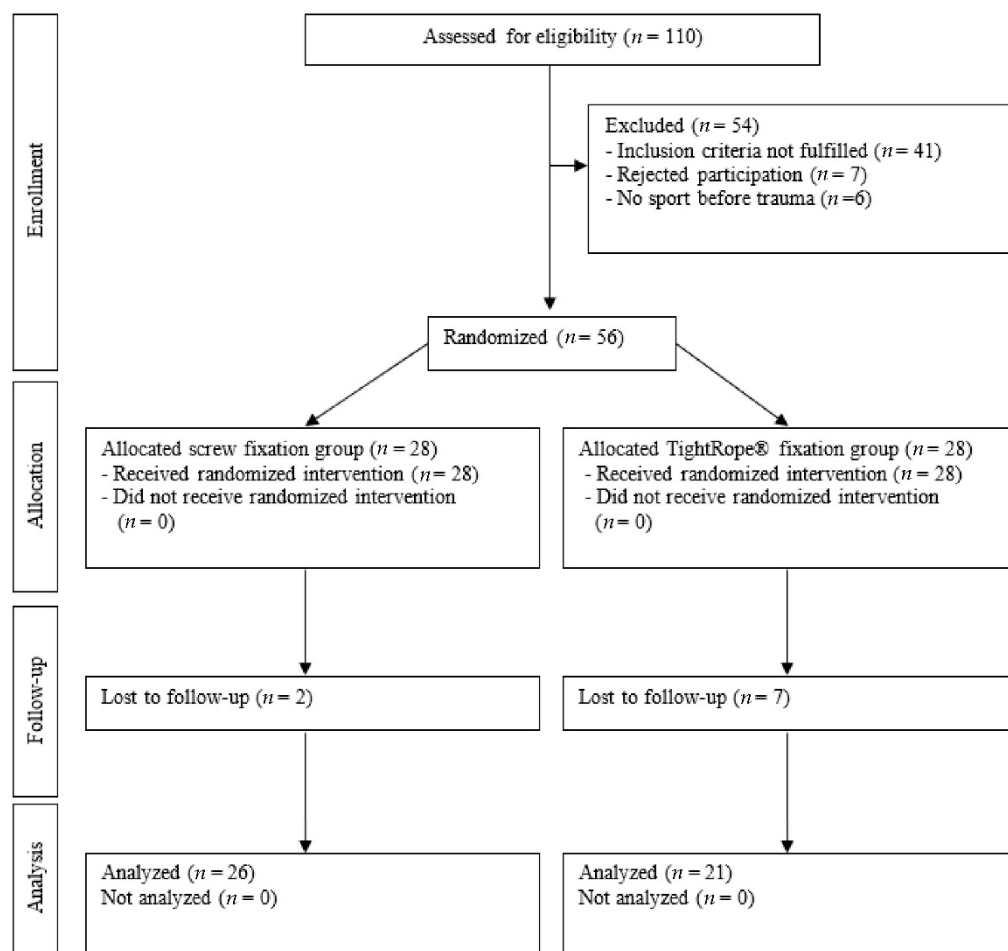 Assessed for eligibility (n = 110)
Enrollment
Excluded (n = 54)
- Inclusion criteria not fulfilled (n = 41)
- Rejected participation (n = 7)
- No sport before trauma (n =6)
Randomized (n = 56)
Allocation
Allocated screw fixation group (n = 28)
- Received randomized intervention (n = 28)
- Did not receive randomized intervention
(n = 0)
Allocated TightRope® fixation group (n = 28)
- Received randomized intervention (n = 28)
- Did not receive randomized intervention
(n = 0)
Follow-up
Lost to follow-up (n = 2)
Lost to follow-up (n = 7)
Analysis
Analyzed (n = 26)
Not analyzed (n = 0)
Analyzed (n = 21)
Not analyzed (n = 0)